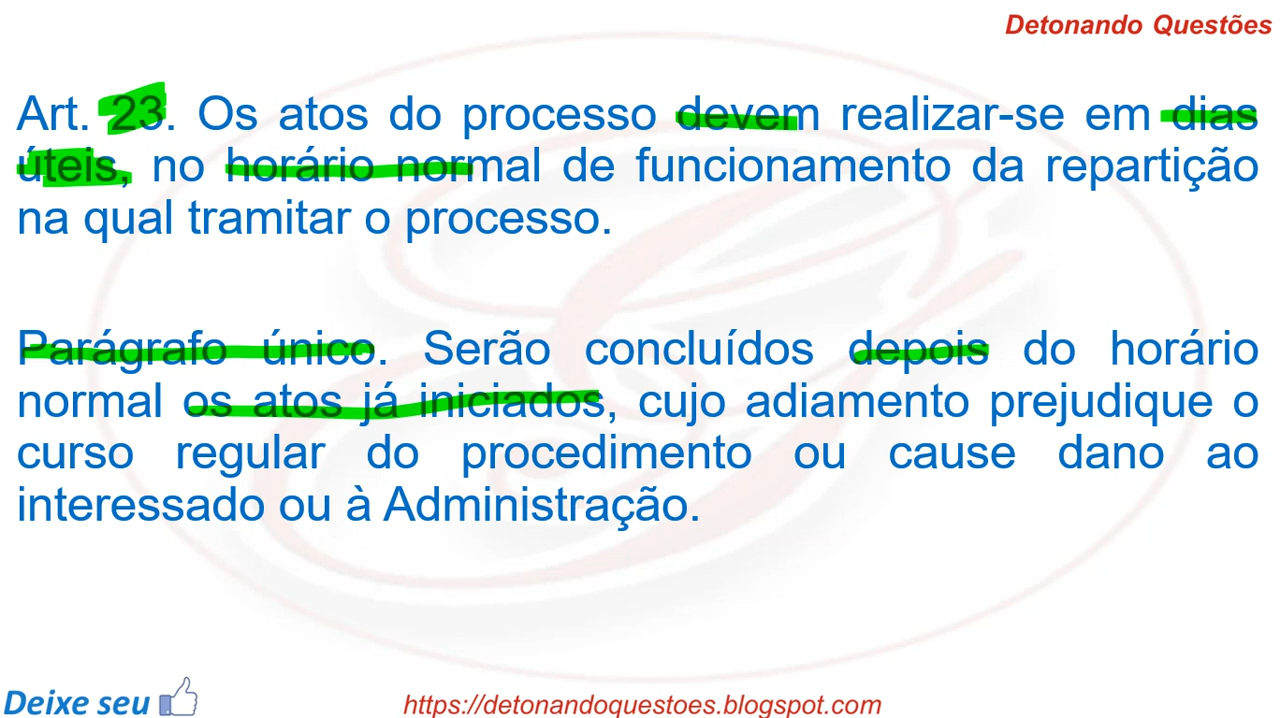 Detonando Questões
Art. 23. Os atos do processo devem realizar-se em dias
úteis, no horário normal de funcionamento da repartição
na qual tramitar o processo.
Parágrafo único. Serão concluídos depois do horário
normal os atos já iniciados, cujo adiamento prejudique o
curso regular do procedimento ou cause dano ao
interessado ou à Administração.
Deixe seu
https://detonandoquestoes.blogspot.com